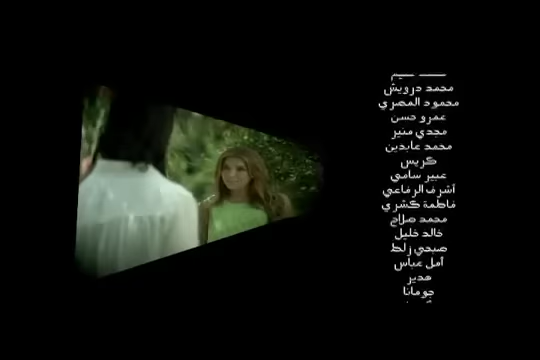 محمد درويش
محمود المصري
عمرو حسن
مجدي منير
محمد عابدين
كريس
عبير سامي
أشرف الرفاعي
فاطمة كشري
محمد صلاح
خالد خليل
صبحي زلط
أمل عباس
هدير
جومانا